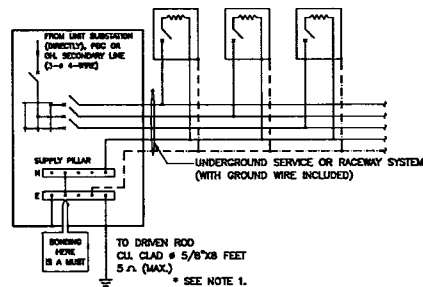 FROM UNIT SUBSTATION
(DIRECTLY), PBC OR
OH. SECONDARY LINE
(3-ø 4-WIRE)
SUPPLY PILLAR
N
E
UNDERGROUND SERVICE OR RACEWAY SYSTEM
(WITH GROUND WIRE INCLUDED)
BONDING
HERE
IS A MUST
TO DRIVEN ROD
CU. CLAD ø 5/8"X8 FEET
5 Ω (MAX.)
* SEE NOTE 1.